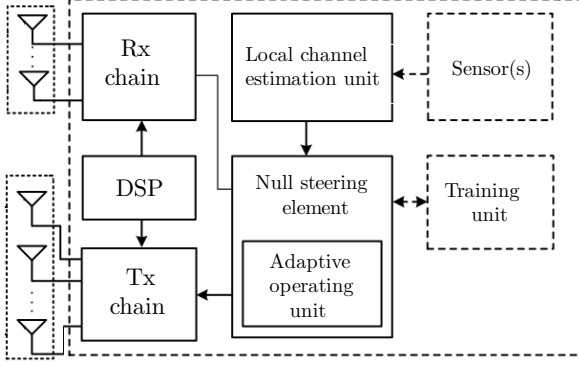 Rx
chain
Local channel
estimation unit
Sensor(s)
DSP
Null steering
element
Training
unit
Tx
chain
Adaptive
operating
unit